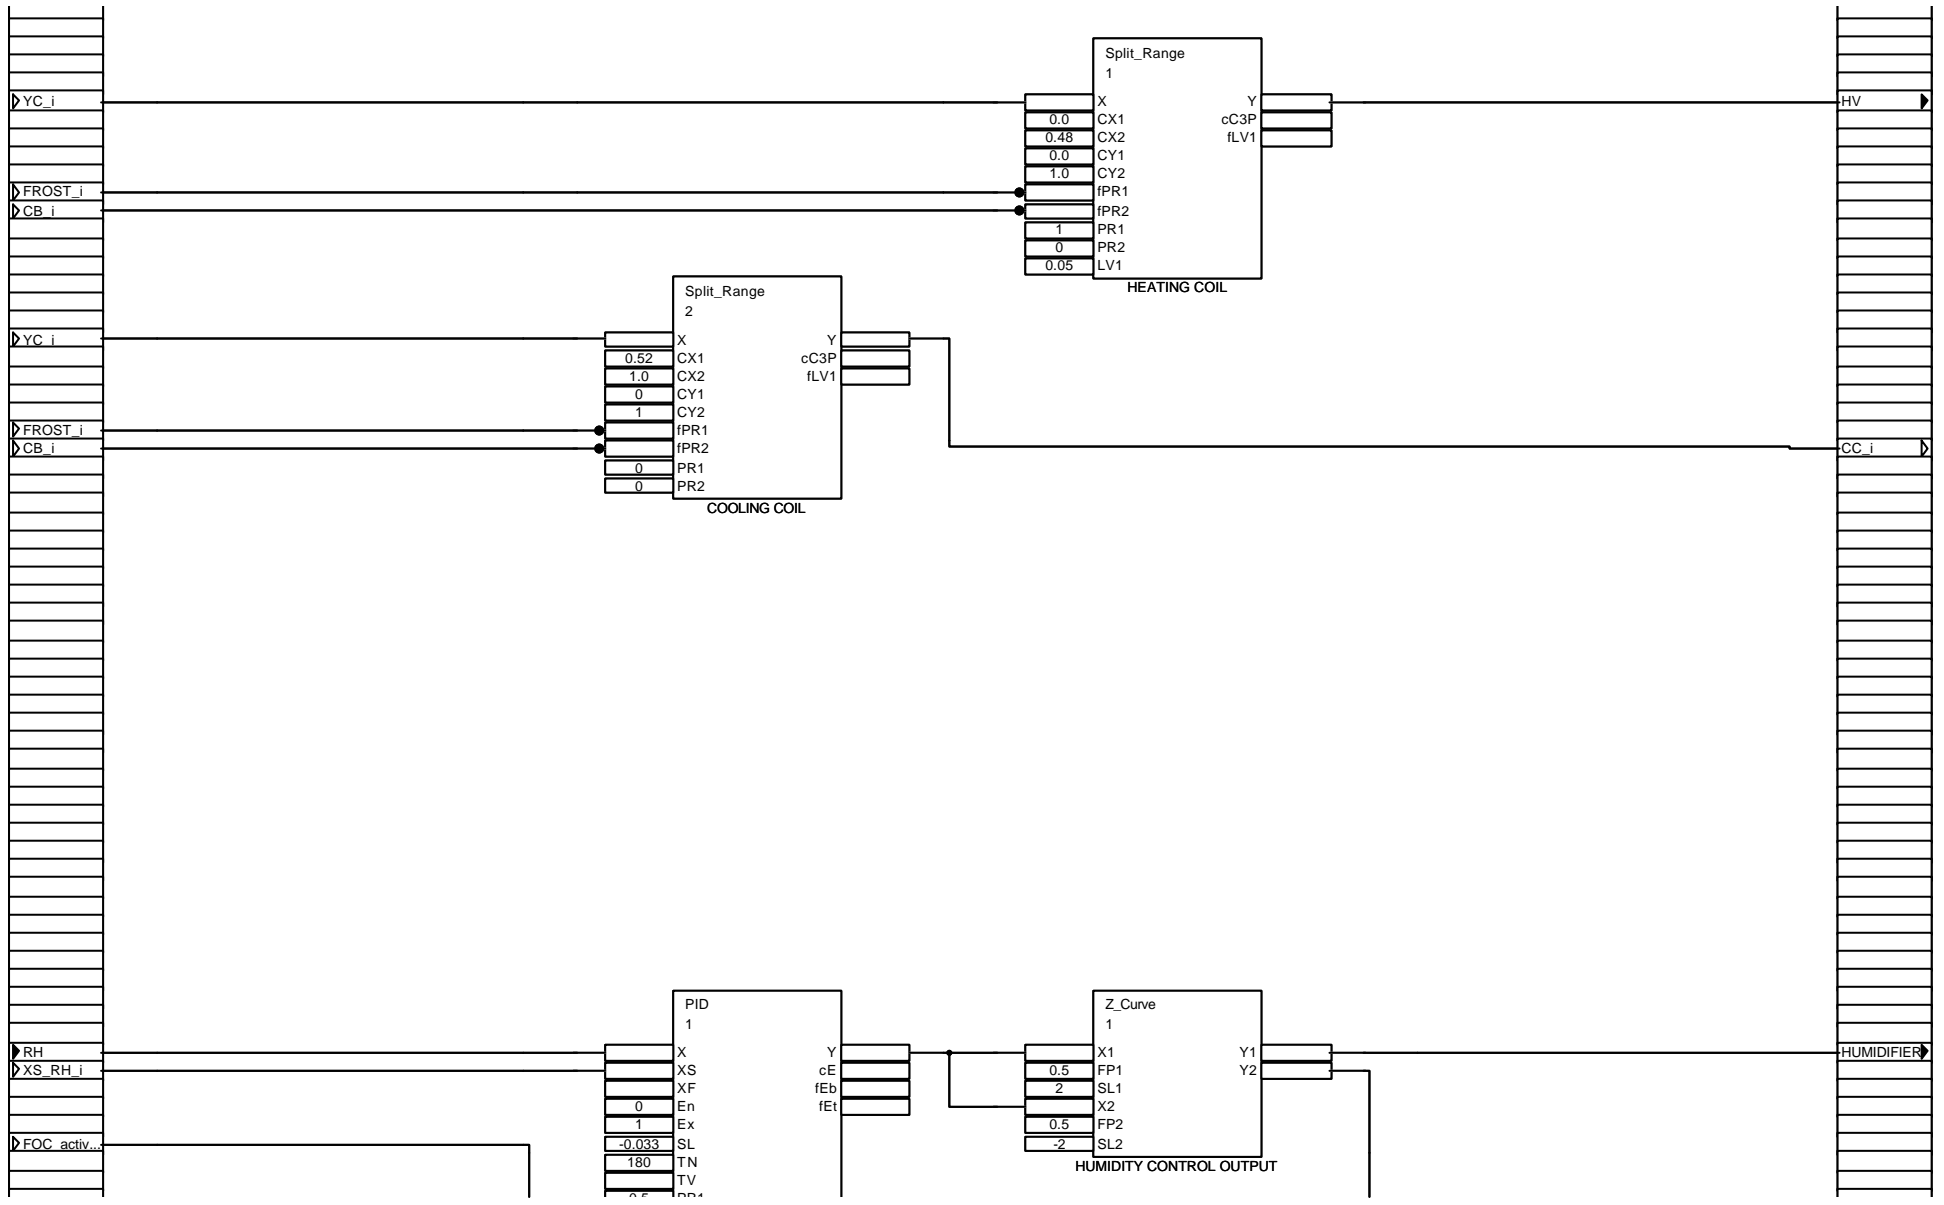 Split_Range
1
YC_i
X
Y
HV
0.0
CX1
cC3P
0.48
CX2
fLV1
0.0
CY1
1.0
CY2
FROST_i
fPR1
CB_i
fPR2
1
PR1
0
PR2
0.05
LV1
HEATING COIL
Split_Range
2
YC_i
X
Y
0.52
CX1
cC3P
1.0
CX2
fLV1
0
CY1
1
CY2
FROST_i
fPR1
CB_i
fPR2
CC_i
0
PR1
0
PR2
COOLING COIL
PID
1
Z_Curve
1
RH
X
Y
X1
Y1
HUMIDIFIER
XS_RH_i
XS
cE
0.5
FP1
Y2
XF
fEb
2
SL1
0
En
fEt
X2
1
Ex
0.5
FP2
FOC_activ...
-0.033
SL
-2
SL2
180
TN
HUMIDITY CONTROL OUTPUT
TV